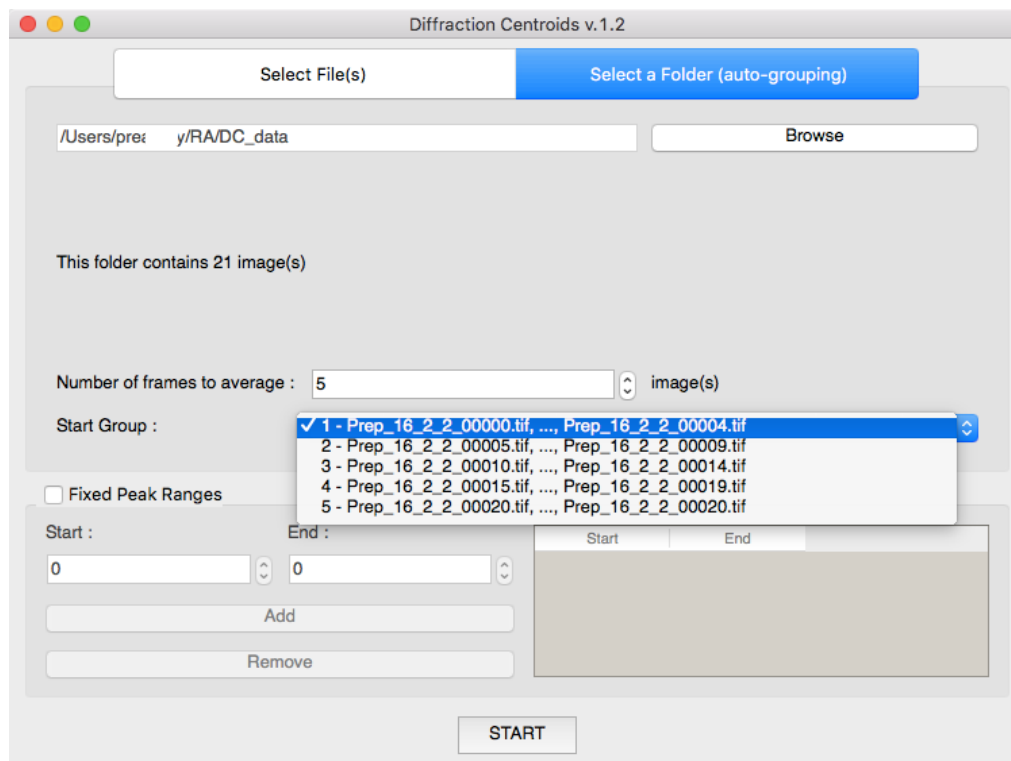 Diffraction Centroids v.1.2
Select File(s) Select a Folder (auto-grouping)
/Users/prea y/RA/DC_data Browse
This folder contains 21 image(s)
Number of frames to average : 5 image(s)
Start Group : ✓ 1 - Prep_16_2_2_00000.tif, ..., Prep_16_2_2_00004.tif
2 - Prep_16_2_2_00005.tif, ..., Prep_16_2_2_00009.tif
3 - Prep_16_2_2_00010.tif, ..., Prep_16_2_2_00014.tif
4 - Prep_16_2_2_00015.tif, ..., Prep_16_2_2_00019.tif
5 - Prep_16_2_2_00020.tif, ..., Prep_16_2_2_00020.tif
Fixed Peak Ranges
Start : End : Start End
0 0
Add
Remove
START